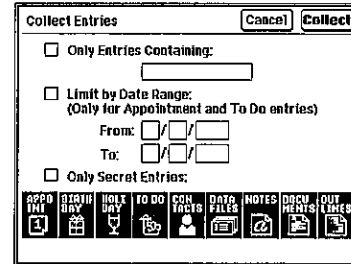 Collect Entries Cancel Collect
Only Entries Containing:
Limit by Date Range:
(Only for Appointment and To Do entries)
From: / /
To: / /
Only Secret Entries:
APPO BIRTH HOLI TO DO CON DATA NOTES DOCU OUT
INT DAY DAY TACTS FILES MENTS LINES
1